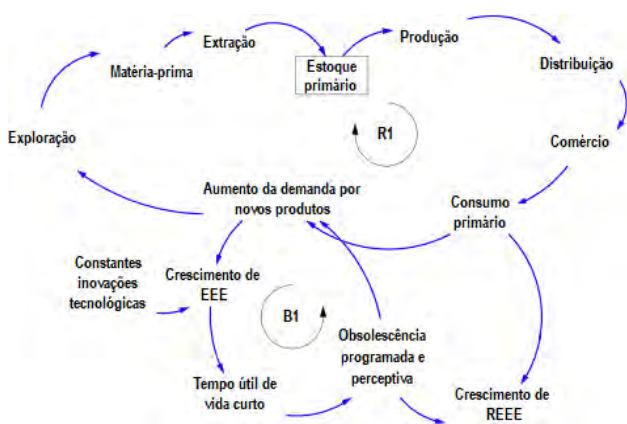 Extração
Produção
Matéria-prima
Estoque
primário
Distribuição
Exploração
R1
Comércio
Aumento da demanda por
novos produtos
Consumo
primário
Constantes
inovações
tecnológicas
Crescimento de
EEE
B1
Obsolescência
programada e
perceptiva
Tempo útil de
vida curto
Crescimento de
REEE